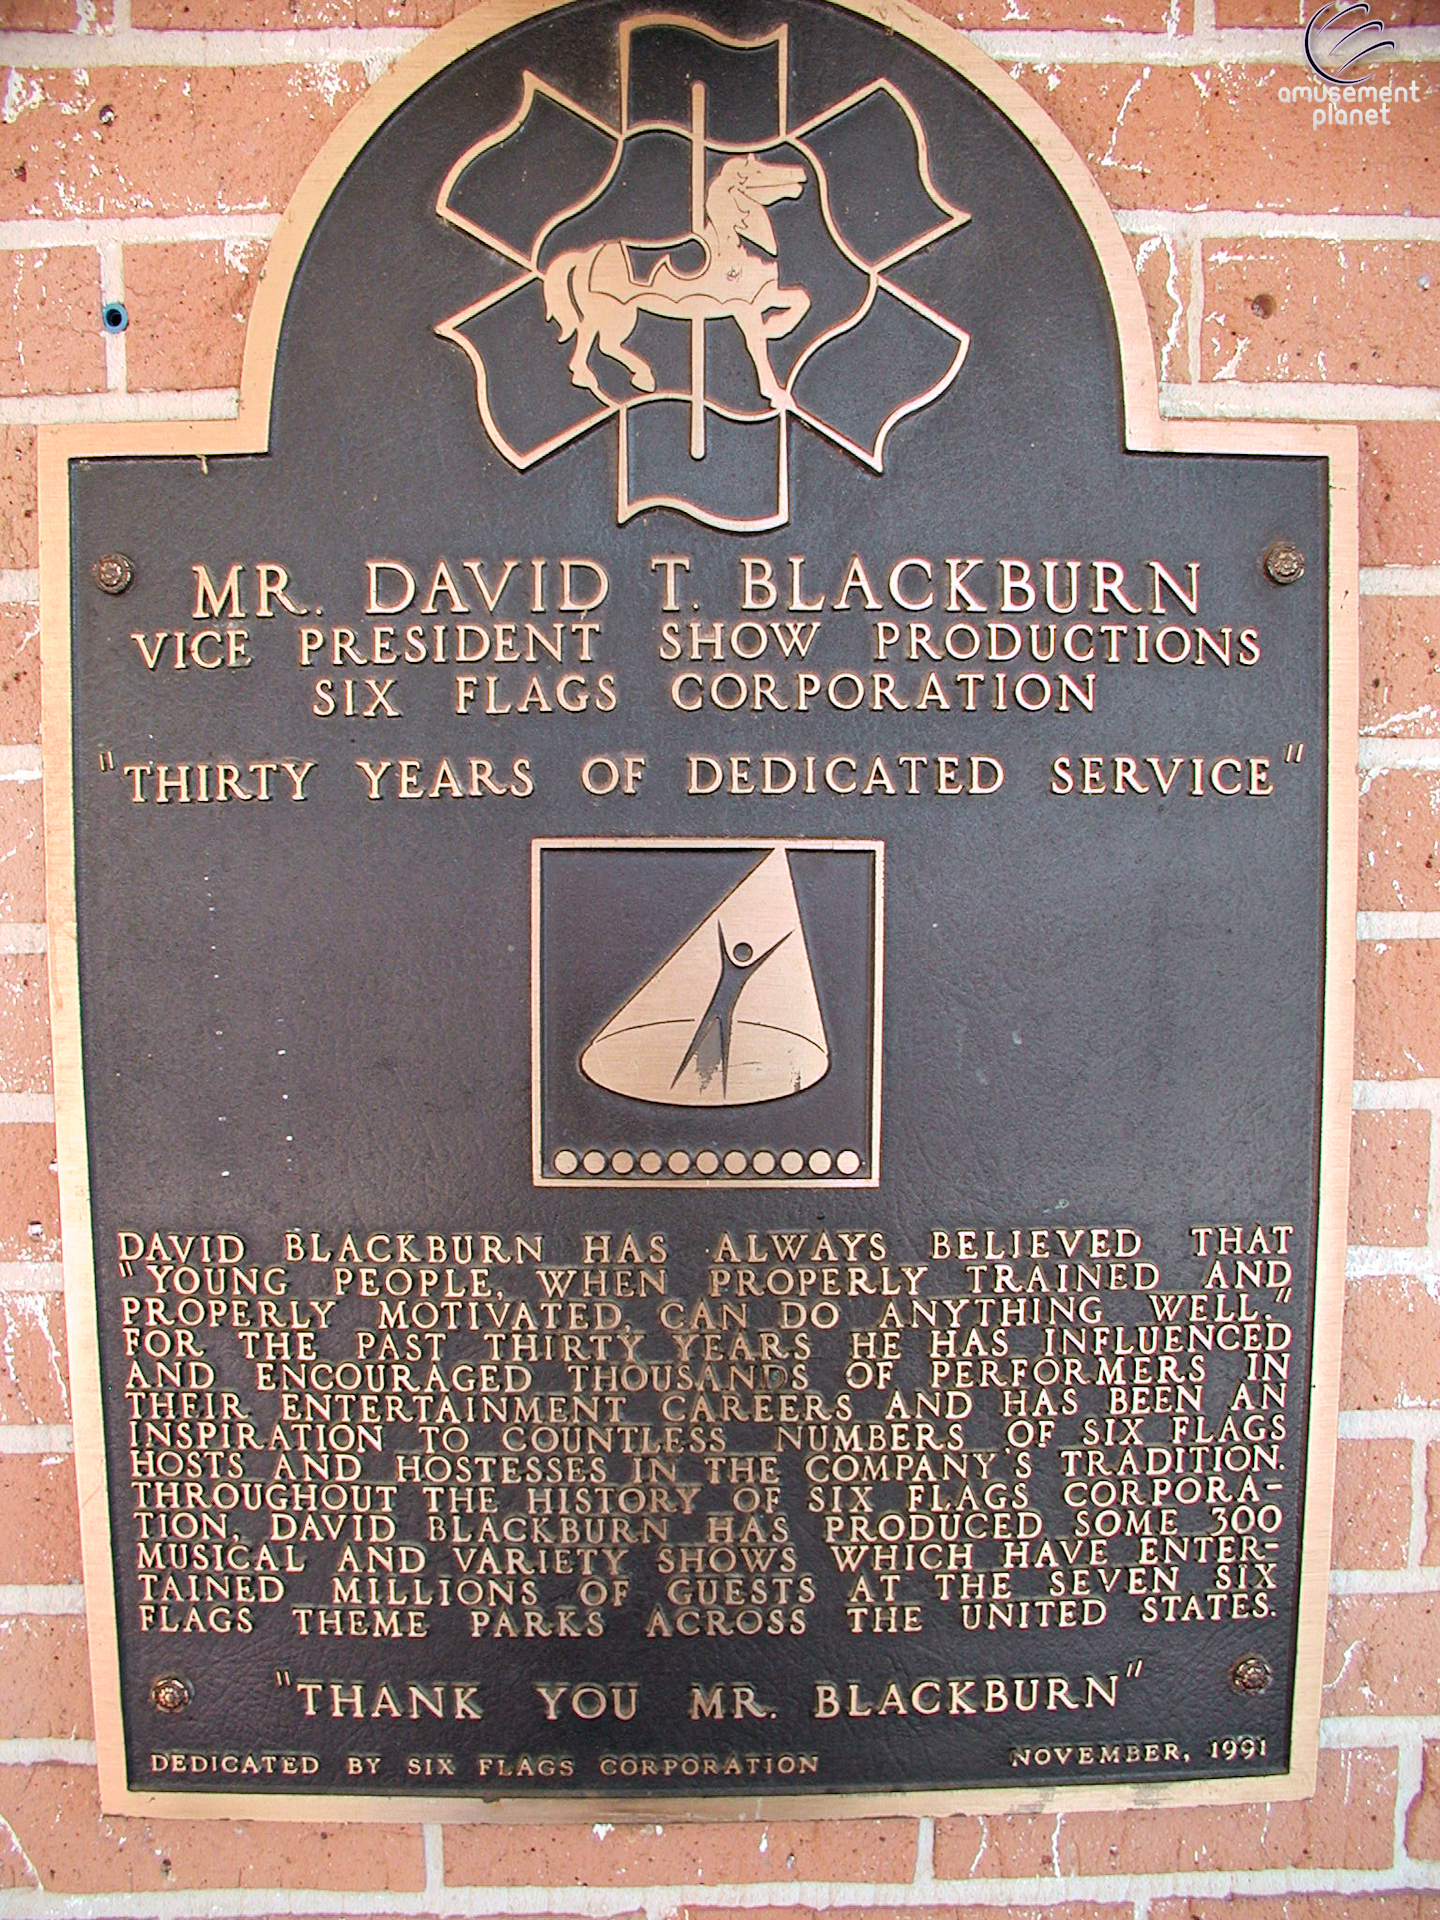 amusement
planet
MR. DAVID T. BLACKBURN
VICE PRESIDENT SHOW PRODUCTIONS
SIX FLAGS CORPORATION
"THIRTY YEARS OF DEDICATED SERVICE"
DAVID BLACKBURN HAS ALWAYS BELIEVED THAT
"YOUNG PEOPLE, WHEN PROPERLY TRAINED AND
PROPERLY MOTIVATED, CAN DO ANYTHING WELL."
FOR THE PAST THIRTY YEARS HE HAS INFLUENCED
AND ENCOURAGED THOUSANDS OF PERFORMERS IN
THEIR ENTERTAINMENT CAREERS AND HAS BEEN AN
INSPIRATION TO COUNTLESS NUMBERS OF SIX FLAGS
HOSTS AND HOSTESSES IN THE COMPANY'S TRADITION.
THROUGHOUT THE HISTORY OF SIX FLAGS CORPORA-
TION, DAVID BLACKBURN HAS PRODUCED SOME 300
MUSICAL AND VARIETY SHOWS WHICH HAVE ENTER-
TAINED MILLIONS OF GUESTS AT THE SEVEN SIX
FLAGS THEME PARKS ACROSS THE UNITED STATES.
"THANK YOU MR. BLACKBURN"
DEDICATED BY SIX FLAGS CORPORATION NOVEMBER, 1991